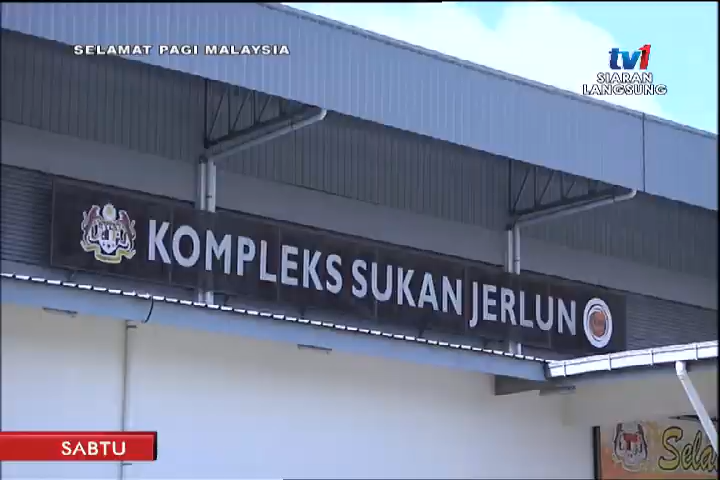 SELAMAT PAGI MALAYSIA
tv1
SIARAN
LANGSUNG
KOMPLEKS SUKAN JERLUN
SABTU